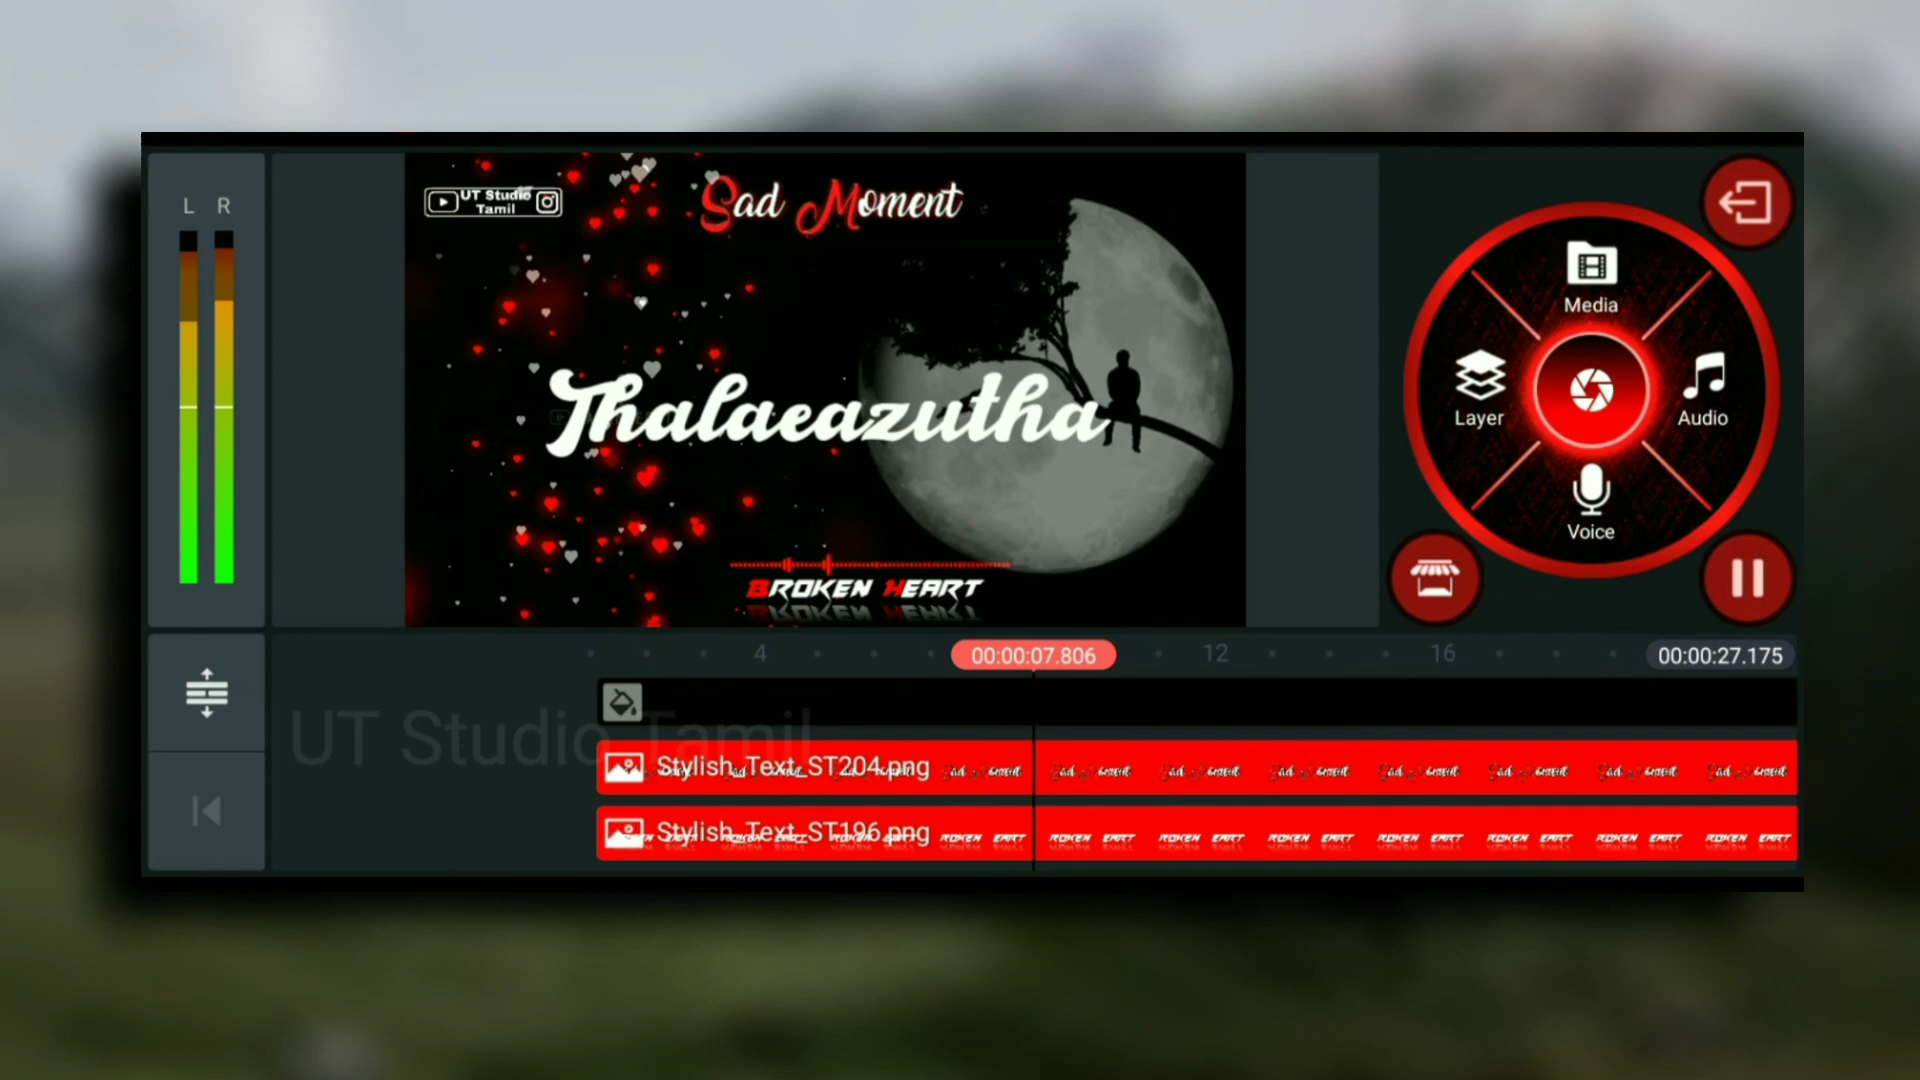 L R
UT Studio
Tamil
Sad Moment
Thalaeazutha
BROKEN HEART
Media
Layer
Audio
Voice
4
00:00:07.806
12
16
00:00:27.175
UT Studio Tamil
Stylish_Text_ST204.png
Stylish_Text_ST196.png